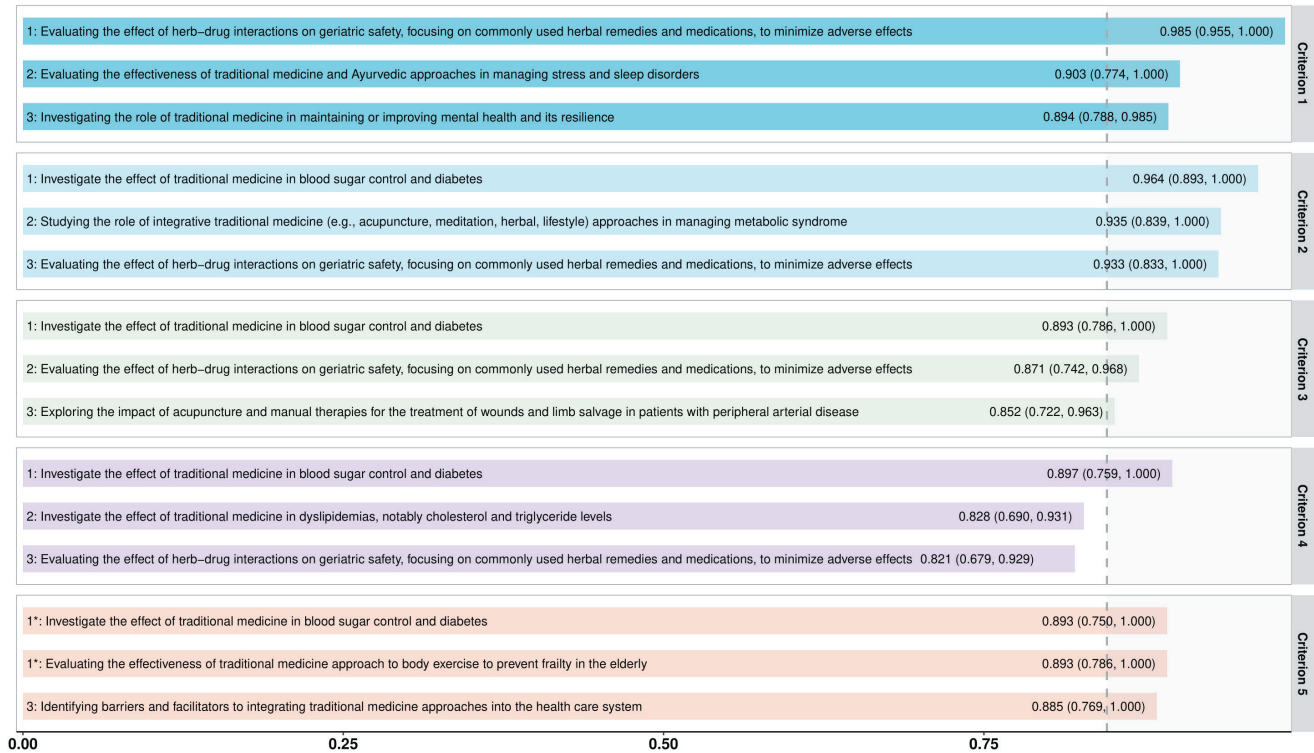 1: Evaluating the effect of herb–drug interactions on geriatric safety, focusing on commonly used herbal remedies and medications, to minimize adverse effects 0.985 (0.955, 1.000)
2: Evaluating the effectiveness of traditional medicine and Ayurvedic approaches in managing stress and sleep disorders 0.903 (0.774, 1.000)
3: Investigating the role of traditional medicine in maintaining or improving mental health and its resilience 0.894 (0.788, 0.985)
Criterion 1
1: Investigate the effect of traditional medicine in blood sugar control and diabetes 0.964 (0.893, 1.000)
2: Studying the role of integrative traditional medicine (e.g., acupuncture, meditation, herbal, lifestyle) approaches in managing metabolic syndrome 0.935 (0.839, 1.000)
3: Evaluating the effect of herb–drug interactions on geriatric safety, focusing on commonly used herbal remedies and medications, to minimize adverse effects 0.933 (0.833, 1.000)
Criterion 2
1: Investigate the effect of traditional medicine in blood sugar control and diabetes 0.893 (0.786, 1.000)
2: Evaluating the effect of herb–drug interactions on geriatric safety, focusing on commonly used herbal remedies and medications, to minimize adverse effects 0.871 (0.742, 0.968)
3: Exploring the impact of acupuncture and manual therapies for the treatment of wounds and limb salvage in patients with peripheral arterial disease 0.852 (0.722, 0.963)
Criterion 3
1: Investigate the effect of traditional medicine in blood sugar control and diabetes 0.897 (0.759, 1.000)
2: Investigate the effect of traditional medicine in dyslipidemias, notably cholesterol and triglyceride levels 0.828 (0.690, 0.931)
3: Evaluating the effect of herb–drug interactions on geriatric safety, focusing on commonly used herbal remedies and medications, to minimize adverse effects 0.821 (0.679, 0.929)
Criterion 4
1*: Investigate the effect of traditional medicine in blood sugar control and diabetes 0.893 (0.750, 1.000)
1*: Evaluating the effectiveness of traditional medicine approach to body exercise to prevent frailty in the elderly 0.893 (0.786, 1.000)
3: Identifying barriers and facilitators to integrating traditional medicine approaches into the health care system 0.885 (0.769, 1.000)
Criterion 5
0.00 0.25 0.50 0.75